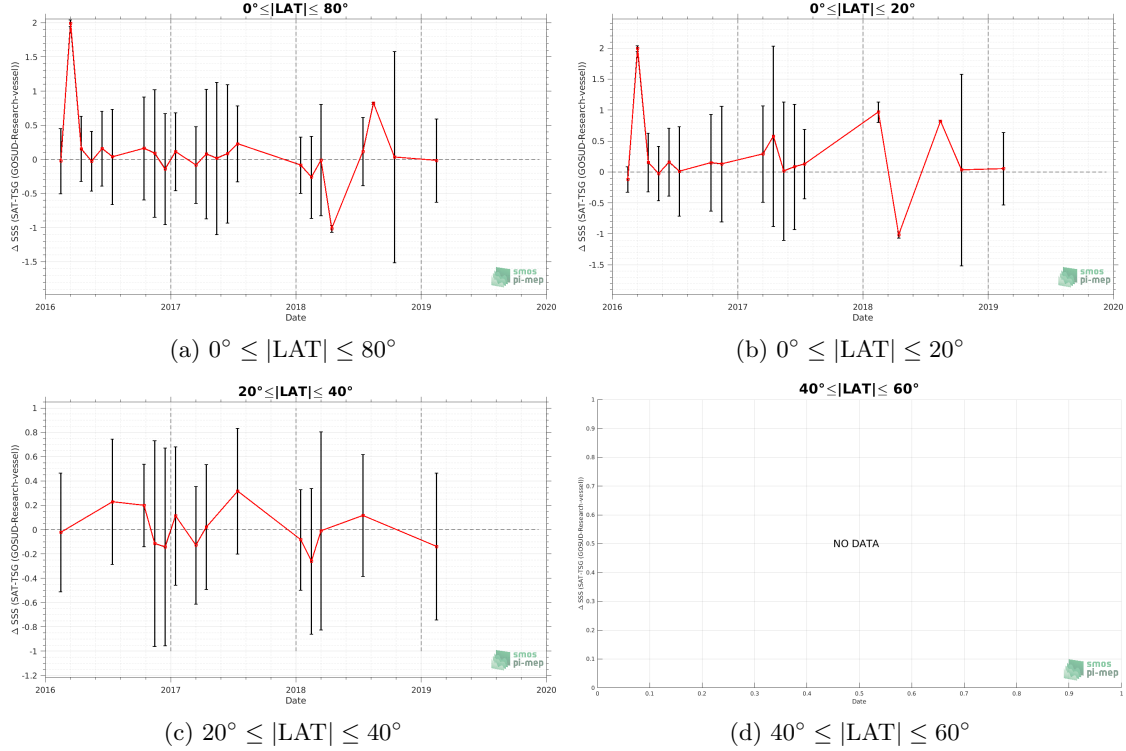 0°≤|LAT|≤ 80°
2
1.5
1
0.5
0
-0.5
-1
-1.5
Δ SSS (SAT-TSG (GOSUD-Research-vessel))
2016
2017
2018
2019
2020
Date
smos
pi-mep
(a) 0° ≤ |LAT| ≤ 80°
0°≤|LAT|≤ 20°
2
1.5
1
0.5
0
-0.5
-1
-1.5
Δ SSS (SAT-TSG (GOSUD-Research-vessel))
2016
2017
2018
2019
2020
Date
smos
pi-mep
(b) 0° ≤ |LAT| ≤ 20°
20°≤|LAT|≤ 40°
1
0.8
0.6
0.4
0.2
0
-0.2
-0.4
-0.6
-0.8
-1
-1.2
Δ SSS (SAT-TSG (GOSUD-Research-vessel))
2016
2017
2018
2019
2020
Date
smos
pi-mep
(c) 20° ≤ |LAT| ≤ 40°
40°≤|LAT|≤ 60°
1
0.9
0.8
0.7
0.6
0.5
0.4
0.3
0.2
0.1
0
Δ SSS (SAT-TSG (GOSUD-Research-vessel))
NO DATA
0
0.1
0.2
0.3
0.4
0.5
0.6
0.7
0.8
0.9
1
Date
smos
pi-mep
(d) 40° ≤ |LAT| ≤ 60°